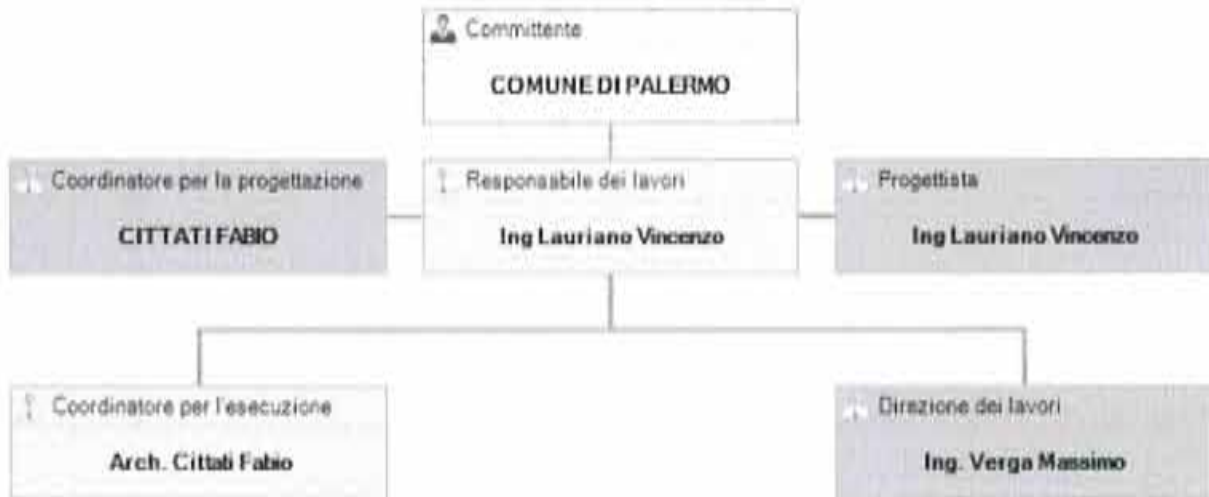 Committente
COMUNE DI PALERMO
Coordinatore per la progettazione
CITTATI FABIO
Responsabile dei lavori
Ing Lauriano Vincenzo
Progettista
Ing Lauriano Vincenzo
Coordinatore per l'esecuzione
Arch. Cittati Fabio
Direzione dei lavori
Ing. Verga Massimo